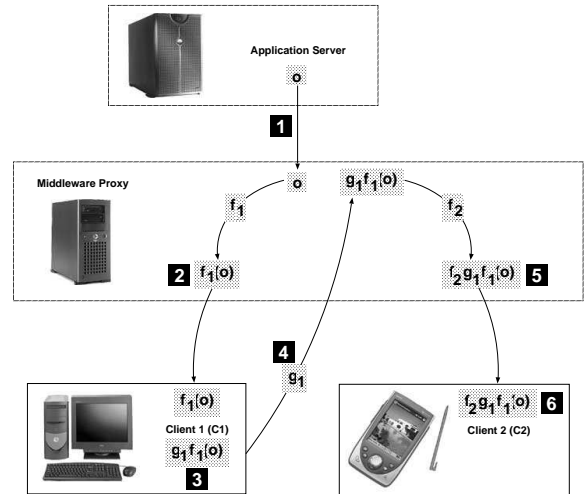 Application Server
o
1
Middleware Proxy
o
g1f1(o)
f1
f2
2
f1(o)
f2g1f1(o)
5
4
g1
f1(o)
Client 1 (C1)
g1f1(o)
3
f2g1f1(o)
6
Client 2 (C2)